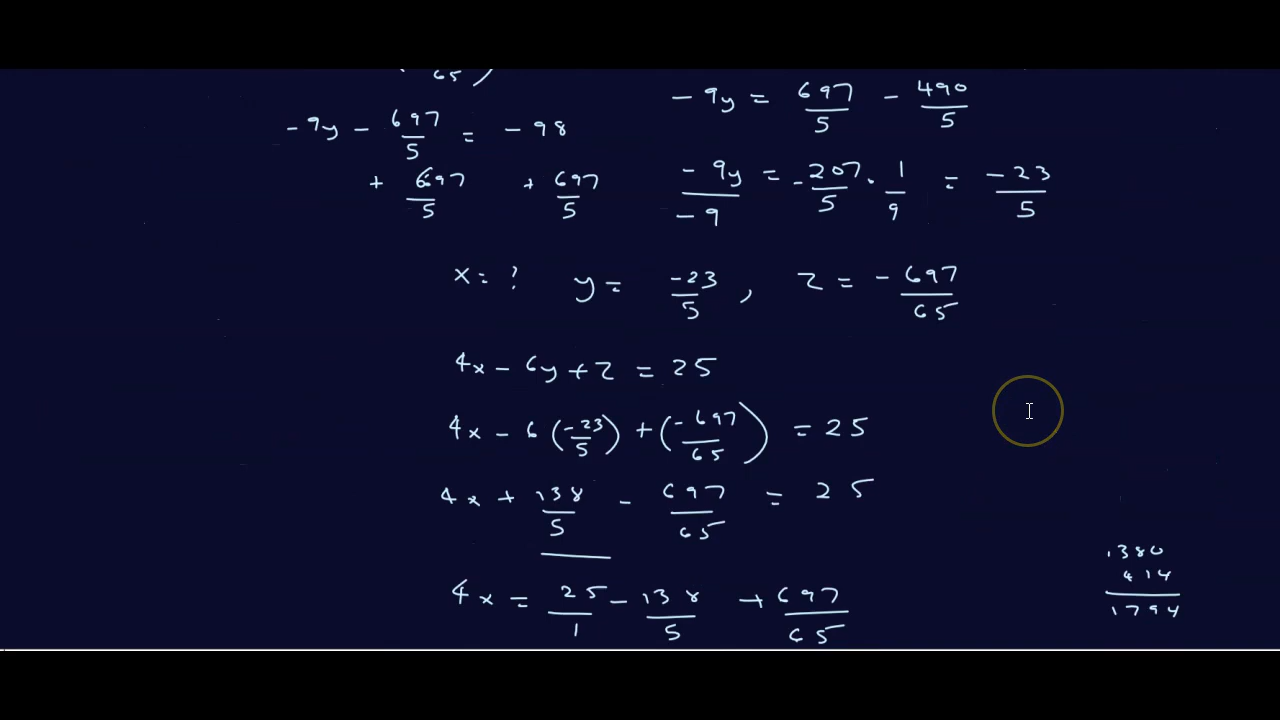 65 )
-9y - 697/5 = -98
+ 697/5 + 697/5
-9y = 697/5 - 490/5
-9y/-9 = -207/5 · 1/9 = -23/5
x = ? y = -23/5 , z = - 697/65
4x - 6y + z = 25
4x - 6 (-23/5) + (-697/65) = 25
4x + 138/5 - 697/65 = 25
4x = 25/1 - 138/5 + 697/65
1380
414
1794